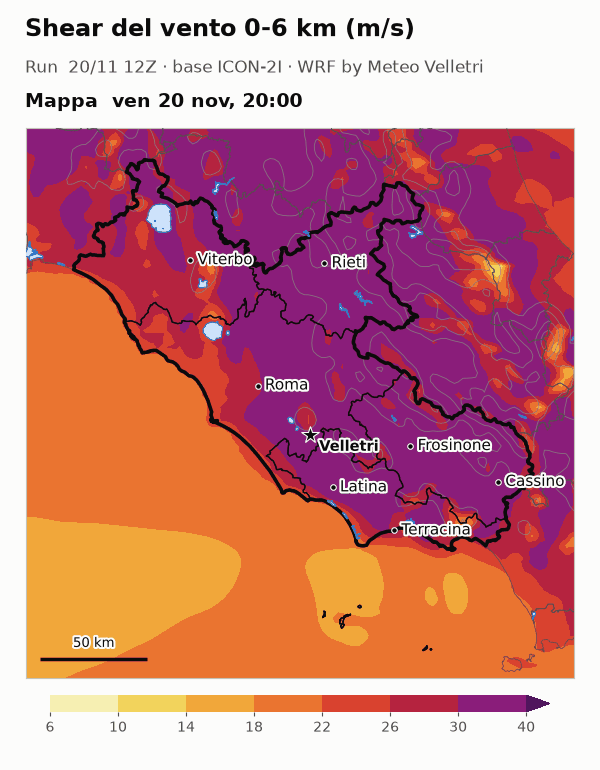 Shear del vento 0-6 km (m/s)
Run  20/11 12Z · base ICON-2I · WRF by Meteo Velletri
Mappa  ven 20 nov, 20:00
Viterbo
Rieti
Roma
Velletri
Frosinone
Cassino
Latina
Terracina
50 km
6 10 14 18 22 26 30 40